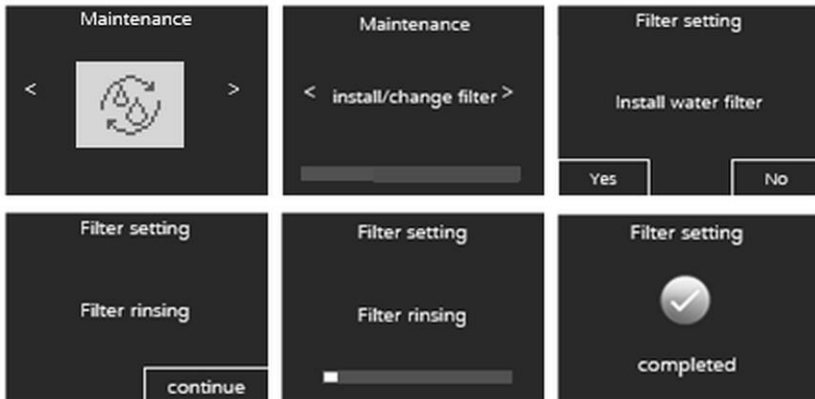 Maintenance
< >
Maintenance
< install/change filter >
Filter setting
Install water filter
Yes No
Filter setting
Filter rinsing
continue
Filter setting
Filter rinsing
Filter setting
completed